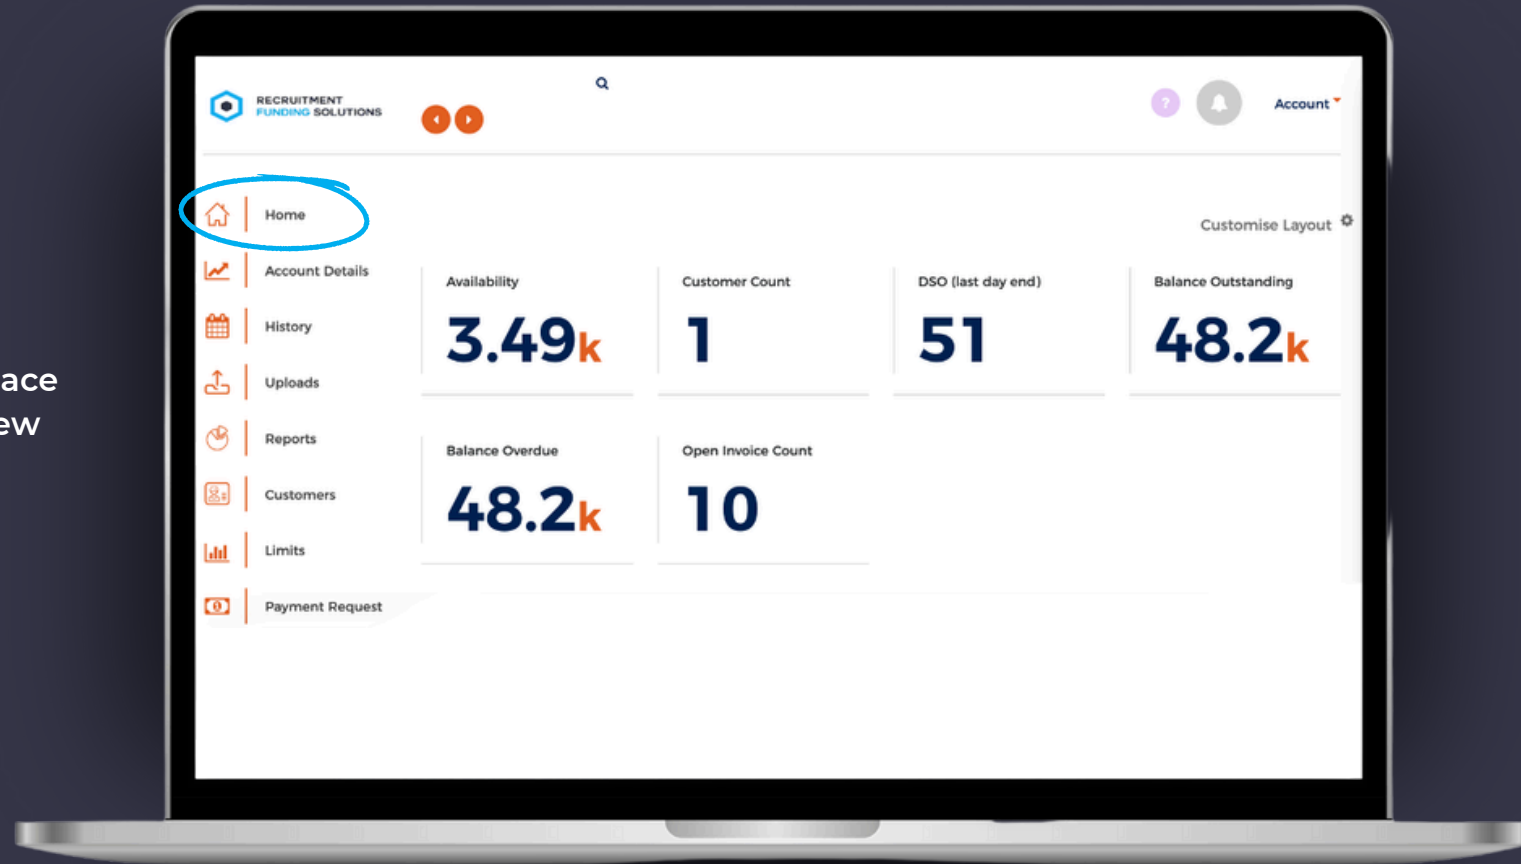 RECRUITMENT
FUNDING SOLUTIONS
?
Account
Home
Customise Layout
Account Details
History
Uploads
Reports
Customers
Limits
Payment Request
Availability
3.49k
Customer Count
1
DSO (last day end)
51
Balance Outstanding
48.2k
Balance Overdue
48.2k
Open Invoice Count
10
ace
ew